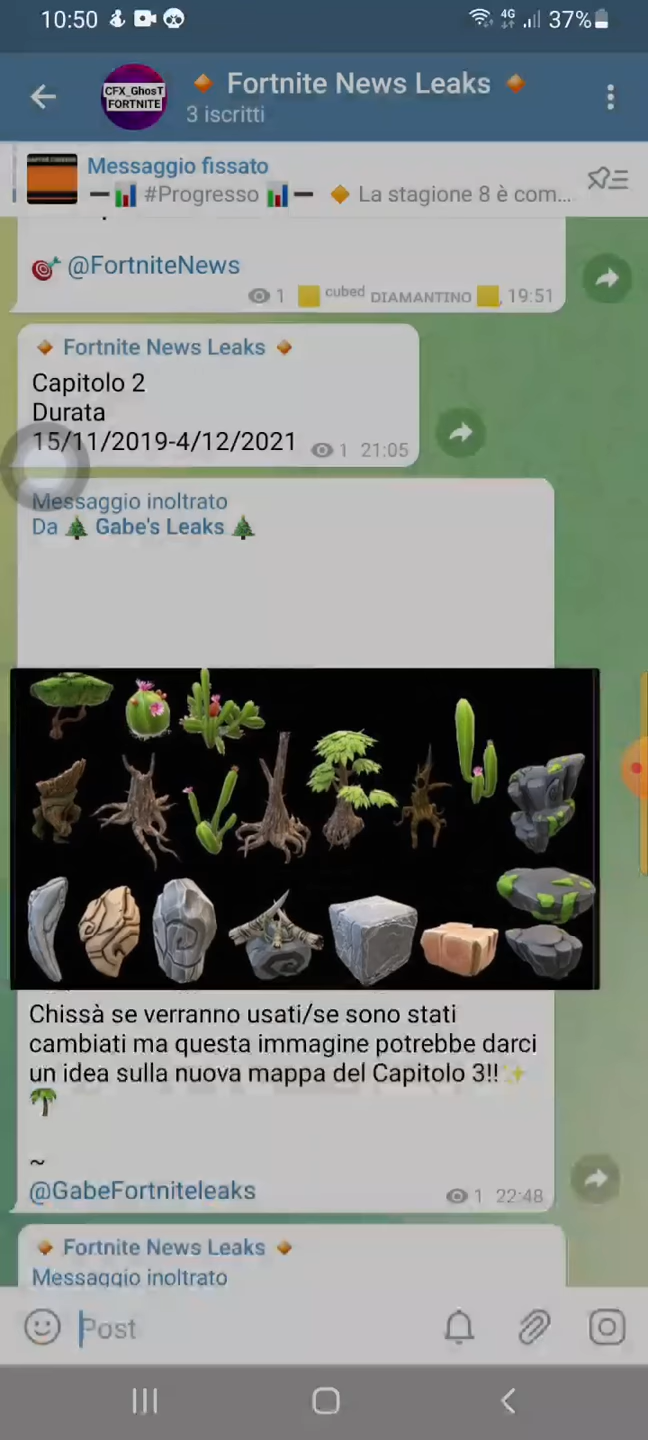 10:50 4G 37%
CFX_GhosT
FORTNITE
🔸 Fortnite News Leaks 🔸
3 iscritti
Messaggio fissato
➖📊 #Progresso 📊➖ 🔸 La stagione 8 è com...
🎯 @FortniteNews
1 🟨 cubed DIAMANTINO 🟨, 19:51
🔸 Fortnite News Leaks 🔸
Capitolo 2
Durata
15/11/2019-4/12/2021 1 21:05
Messaggio inoltrato
Da 🌲 Gabe's Leaks 🌲
Chissà se verranno usati/se sono stati
cambiati ma questa immagine potrebbe darci
un idea sulla nuova mappa del Capitolo 3!!✨
🌴
~
@GabeFortniteleaks 1 22:48
🔸 Fortnite News Leaks 🔸
Messaggio inoltrato
Post